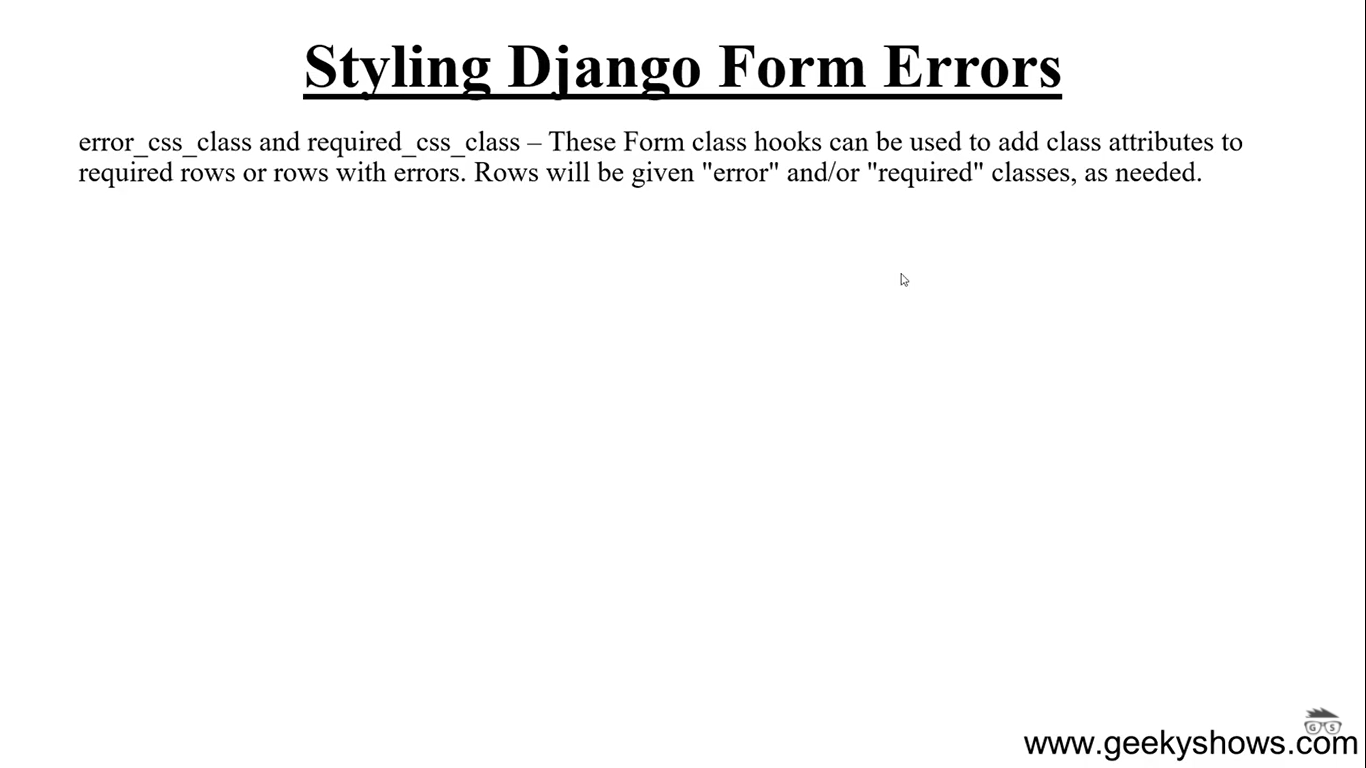 Styling Django Form Errors
error_css_class and required_css_class – These Form class hooks can be used to add class attributes to
required rows or rows with errors. Rows will be given "error" and/or "required" classes, as needed.
G S
www.geekyshows.com